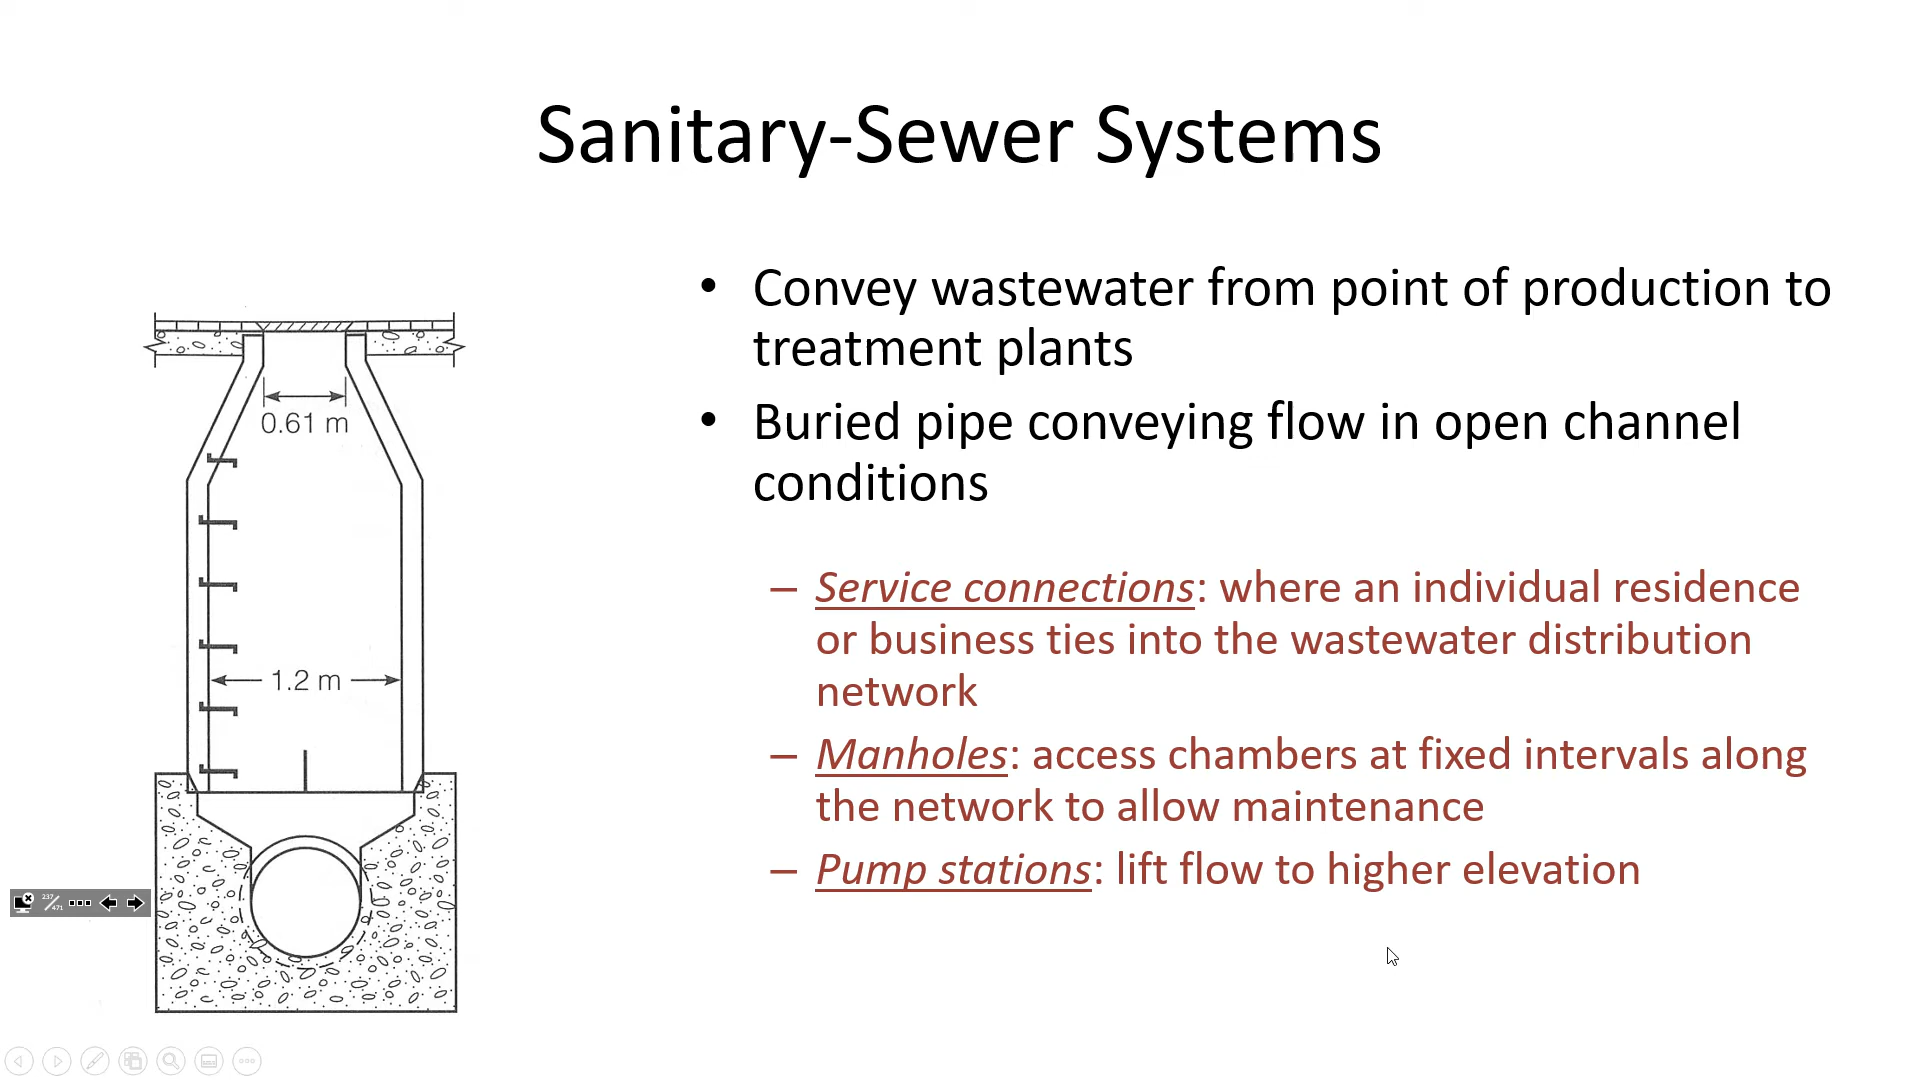 Sanitary-Sewer Systems
• Convey wastewater from point of production to
treatment plants
• Buried pipe conveying flow in open channel
conditions
– Service connections: where an individual residence
or business ties into the wastewater distribution
network
– Manholes: access chambers at fixed intervals along
the network to allow maintenance
– Pump stations: lift flow to higher elevation
0.61 m
1.2 m
237/471